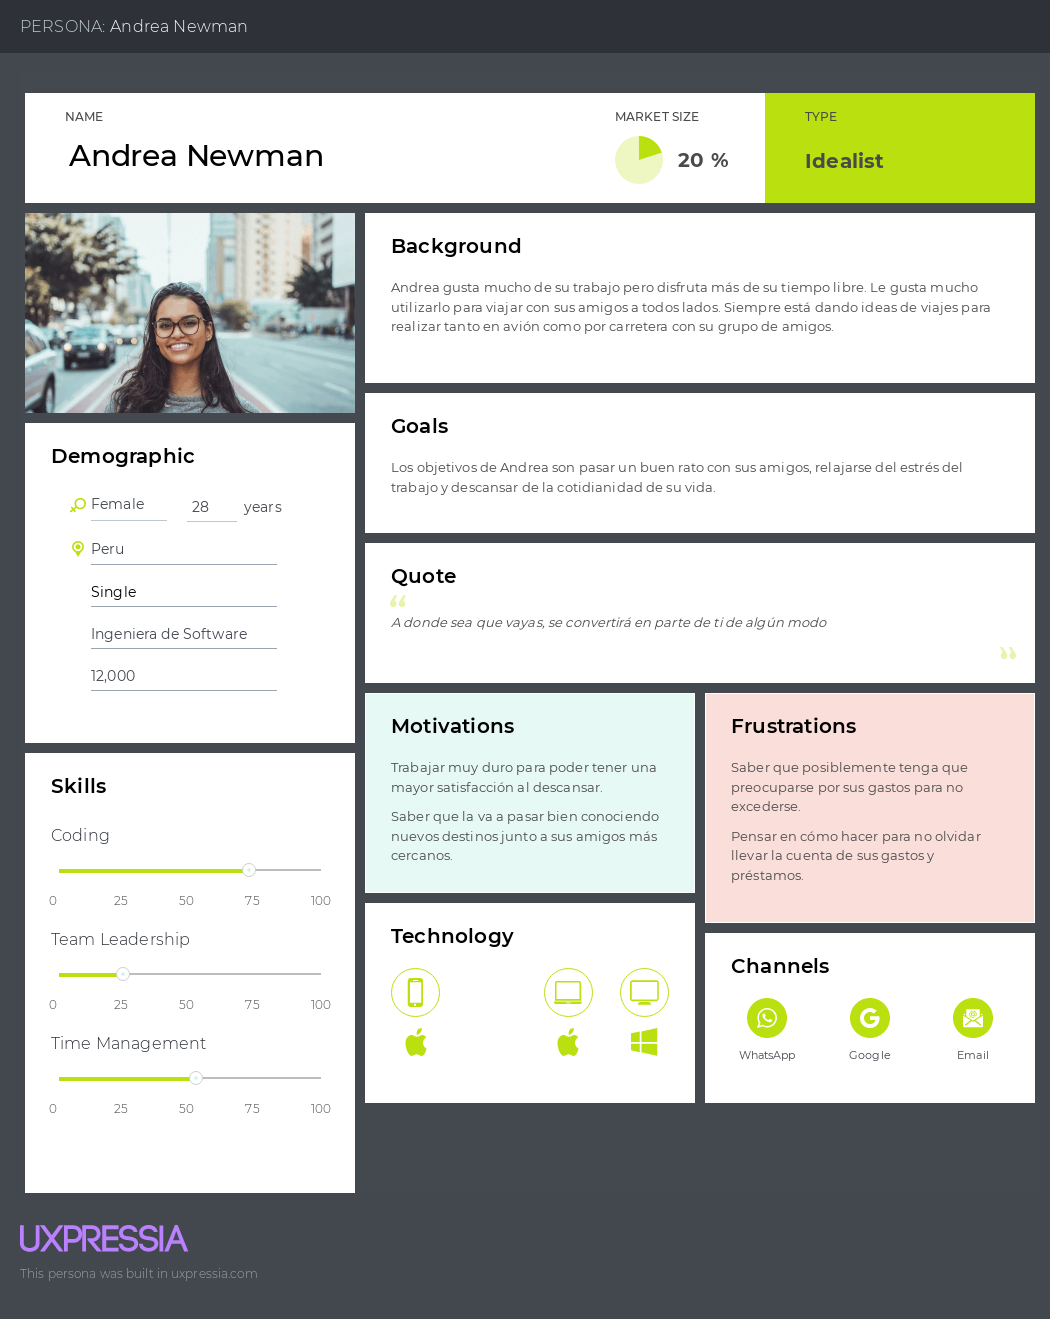 PERSONA: Andrea Newman
NAME
Andrea Newman
MARKET SIZE
20 %
TYPE
Idealist
Background
Andrea gusta mucho de su trabajo pero disfruta más de su tiempo libre. Le gusta mucho
utilizarlo para viajar con sus amigos a todos lados. Siempre está dando ideas de viajes para
realizar tanto en avión como por carretera con su grupo de amigos.
Goals
Los objetivos de Andrea son pasar un buen rato con sus amigos, relajarse del estrés del
trabajo y descansar de la cotidianidad de su vida.
Quote
“
A donde sea que vayas, se convertirá en parte de ti de algún modo
”
Demographic
Female 28 years
Peru
Single
Ingeniera de Software
12,000
Skills
Coding
0 25 50 75 100
Team Leadership
0 25 50 75 100
Time Management
0 25 50 75 100
Motivations
Trabajar muy duro para poder tener una
mayor satisfacción al descansar.
Saber que la va a pasar bien conociendo
nuevos destinos junto a sus amigos más
cercanos.
Frustrations
Saber que posiblemente tenga que
preocuparse por sus gastos para no
excederse.
Pensar en cómo hacer para no olvidar
llevar la cuenta de sus gastos y
préstamos.
Technology
Channels
WhatsApp Google Email
UXPRESSIA
This persona was built in uxpressia.com